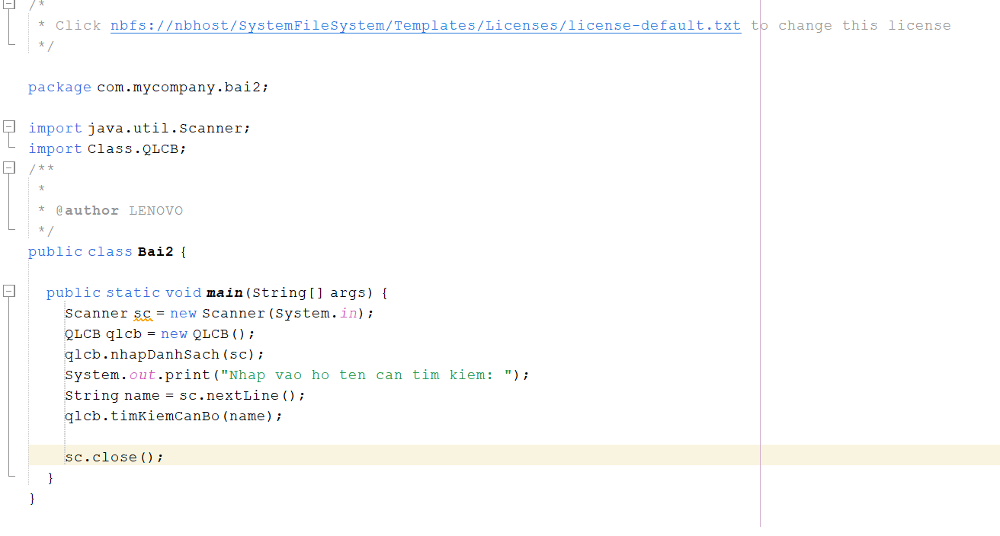 /*
 * Click nbfs://nbhost/SystemFileSystem/Templates/Licenses/license-default.txt to change this license
 */
package com.mycompany.bai2;
import java.util.Scanner;
import Class.QLCB;
/**
 *
 * @author LENOVO
 */
public class Bai2 {
public static void main(String[] args) {
Scanner sc = new Scanner(System.in);
QLCB qlcb = new QLCB();
qlcb.nhapDanhSach(sc);
System.out.print("Nhap vao ho ten can tim kiem: ");
String name = sc.nextLine();
qlcb.timKiemCanBo(name);
sc.close();
}
}